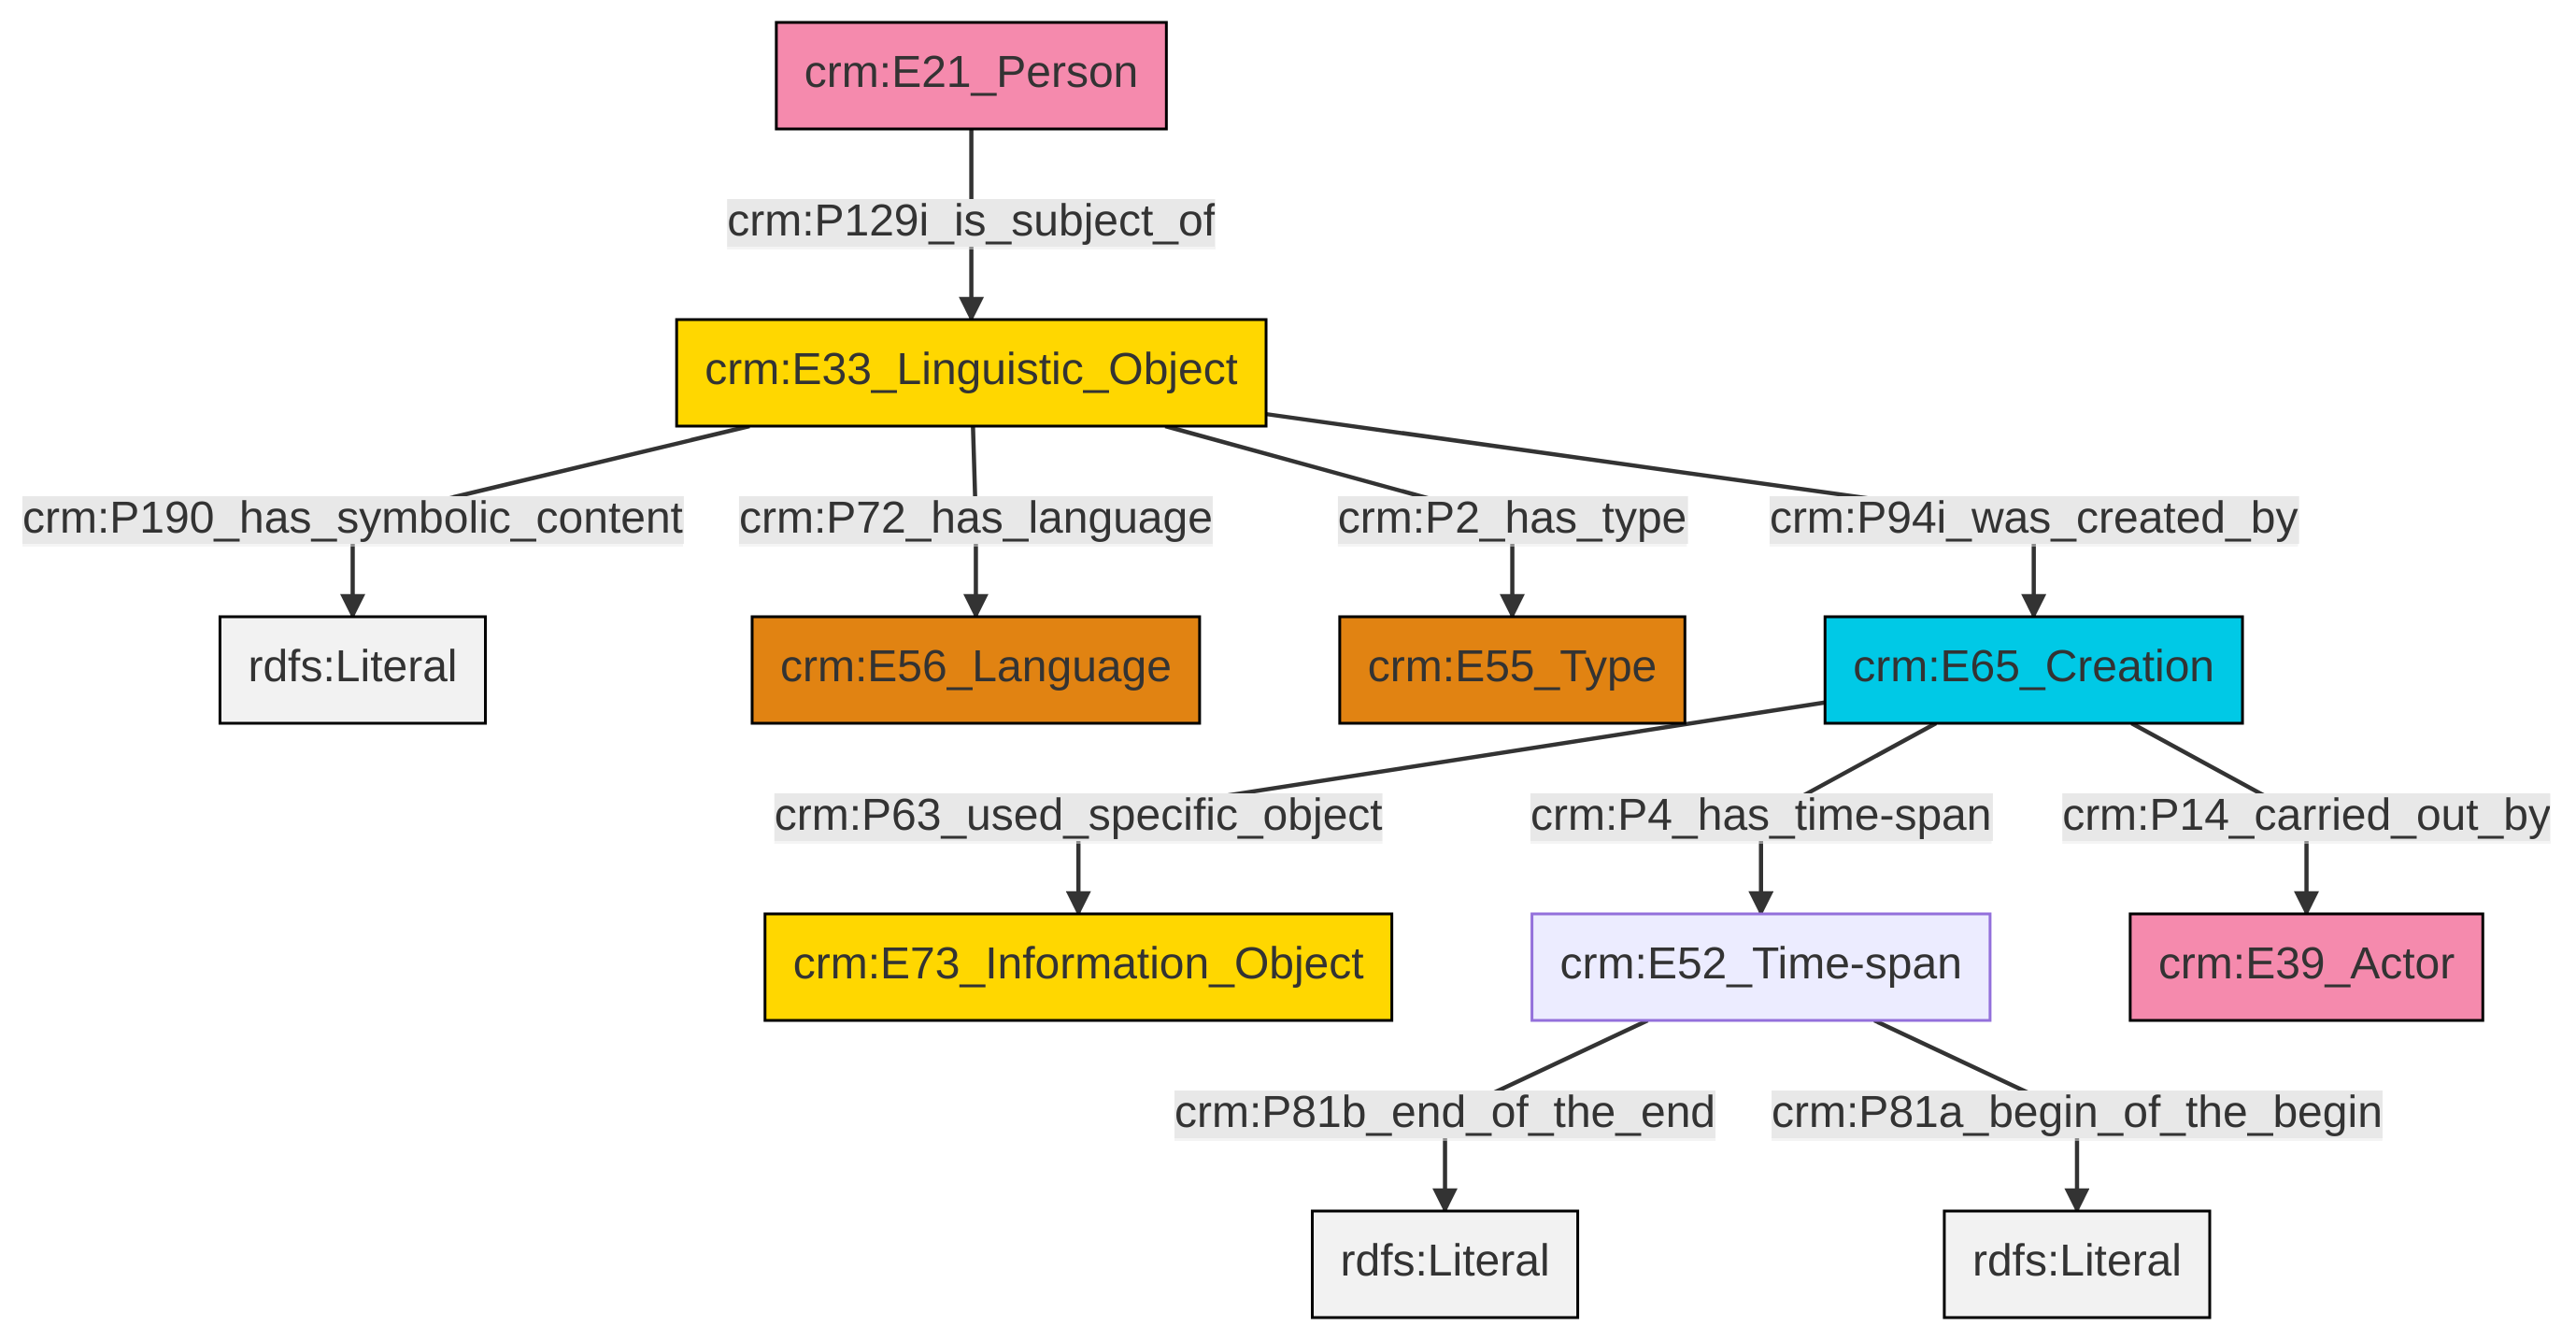 crm:E21_Person
crm:P129i_is_subject_of
crm:E33_Linguistic_Object
crm:P190_has_symbolic_content
crm:P72_has_language
crm:P2_has_type
crm:P94i_was_created_by
rdfs:Literal
crm:E56_Language
crm:E55_Type
crm:E65_Creation
crm:P63_used_specific_object
crm:P4_has_time-span
crm:P14_carried_out_by
crm:E73_Information_Object
crm:E52_Time-span
crm:E39_Actor
crm:P81b_end_of_the_end
crm:P81a_begin_of_the_begin
rdfs:Literal
rdfs:Literal